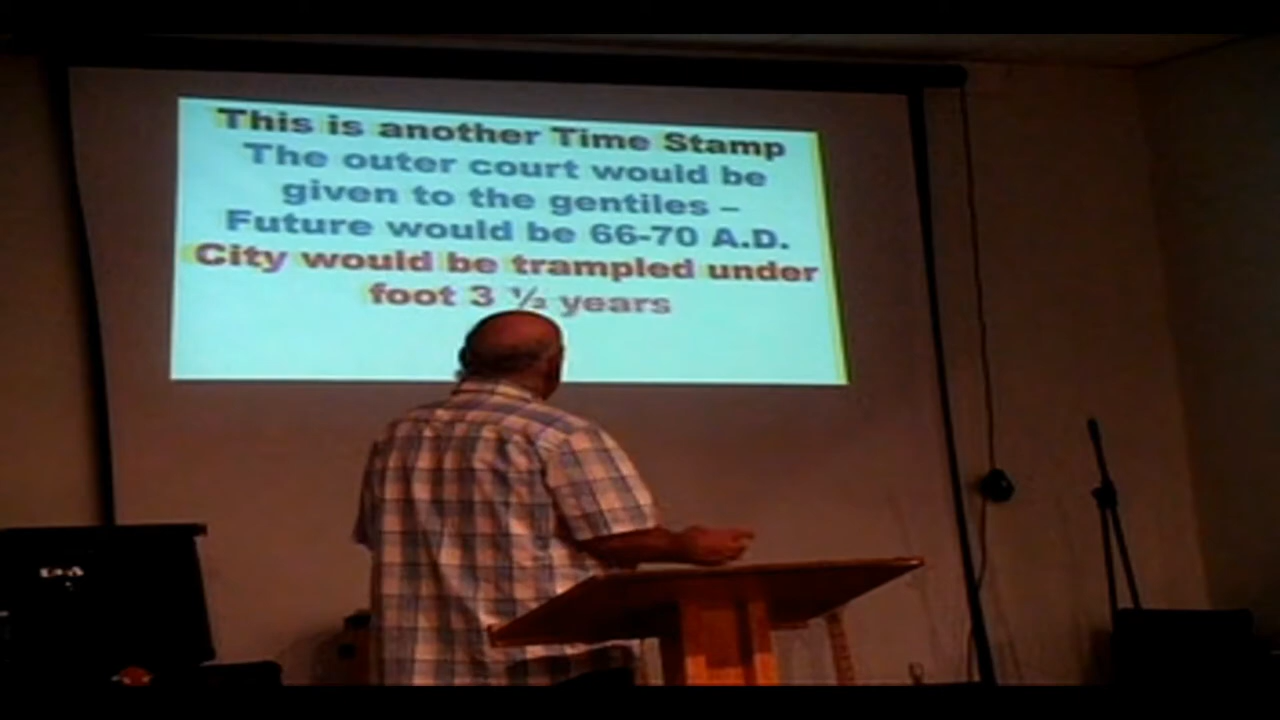 This is another Time Stamp
The outer court would be
given to the gentiles –
Future would be 66-70 A.D.
City would be trampled under
foot 3 ½ years